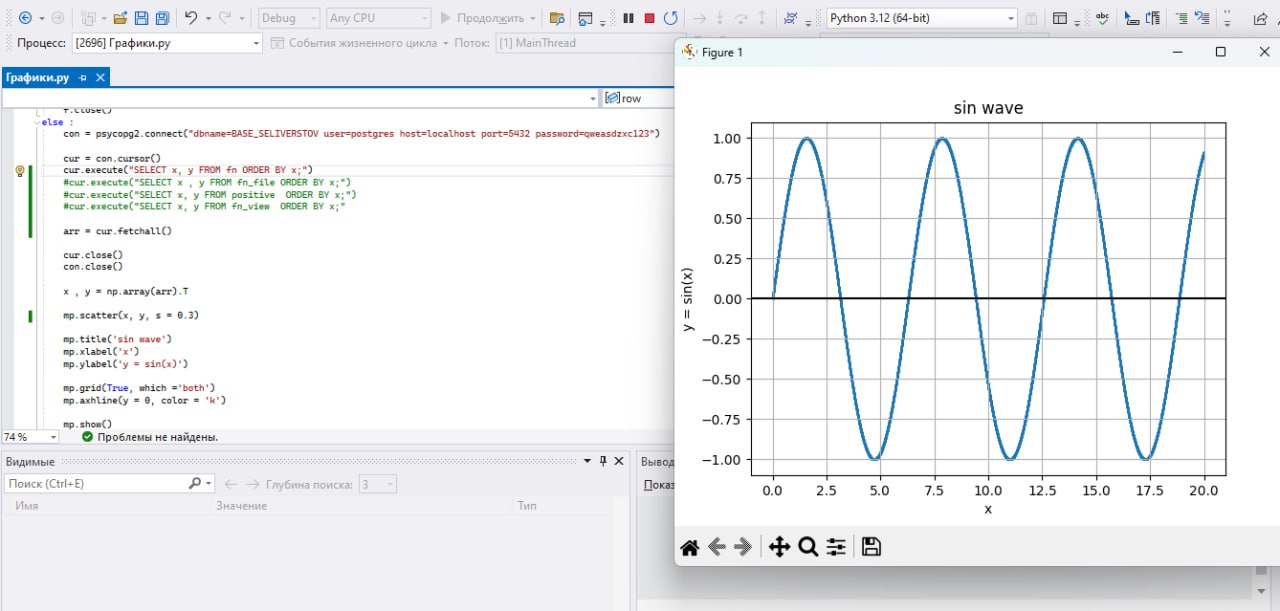 Debug Any CPU Продолжить Python 3.12 (64-bit)
Процесс: [2696] Графики.py События жизненного цикла Поток: [1] MainThread
Графики.py
row
f.close()
else :
con = psycopg2.connect("dbname=BASE_SELIVERSTOV user=postgres host=localhost port=5432 password=qweasdzxc123")
cur = con.cursor()
cur.execute("SELECT x, y FROM fn ORDER BY x;")
#cur.execute("SELECT x , y FROM fn_file ORDER BY x;")
#cur.execute("SELECT x, y FROM positive  ORDER BY x;")
#cur.execute("SELECT x, y FROM fn_view  ORDER BY x;"
arr = cur.fetchall()
cur.close()
con.close()
x , y = np.array(arr).T
mp.scatter(x, y, s = 0.3)
mp.title('sin wave')
mp.xlabel('x')
mp.ylabel('y = sin(x)')
mp.grid(True, which ='both')
mp.axhline(y = 0, color = 'k')
mp.show()
74 %
Проблемы не найдены.
Видимые
Поиск (Ctrl+E) Глубина поиска: 3
Имя Значение Тип
Вывод
Показ
Figure 1
sin wave
1.00
0.75
0.50
0.25
0.00
−0.25
−0.50
−0.75
−1.00
y = sin(x)
0.0 2.5 5.0 7.5 10.0 12.5 15.0 17.5 20.0
x